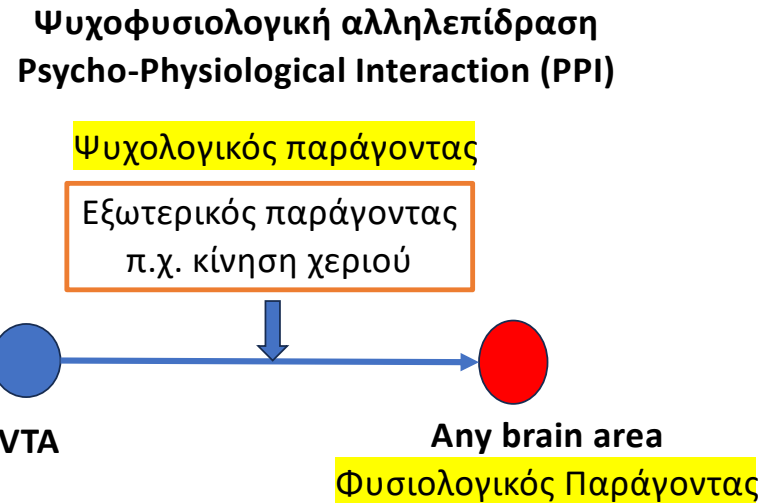 Ψυχοφυσιολογική αλληλεπίδραση
Psycho-Physiological Interaction (PPI)
Ψυχολογικός παράγοντας
Εξωτερικός παράγοντας
π.χ. κίνηση χεριού
VTA
Any brain area
Φυσιολογικός Παράγοντας